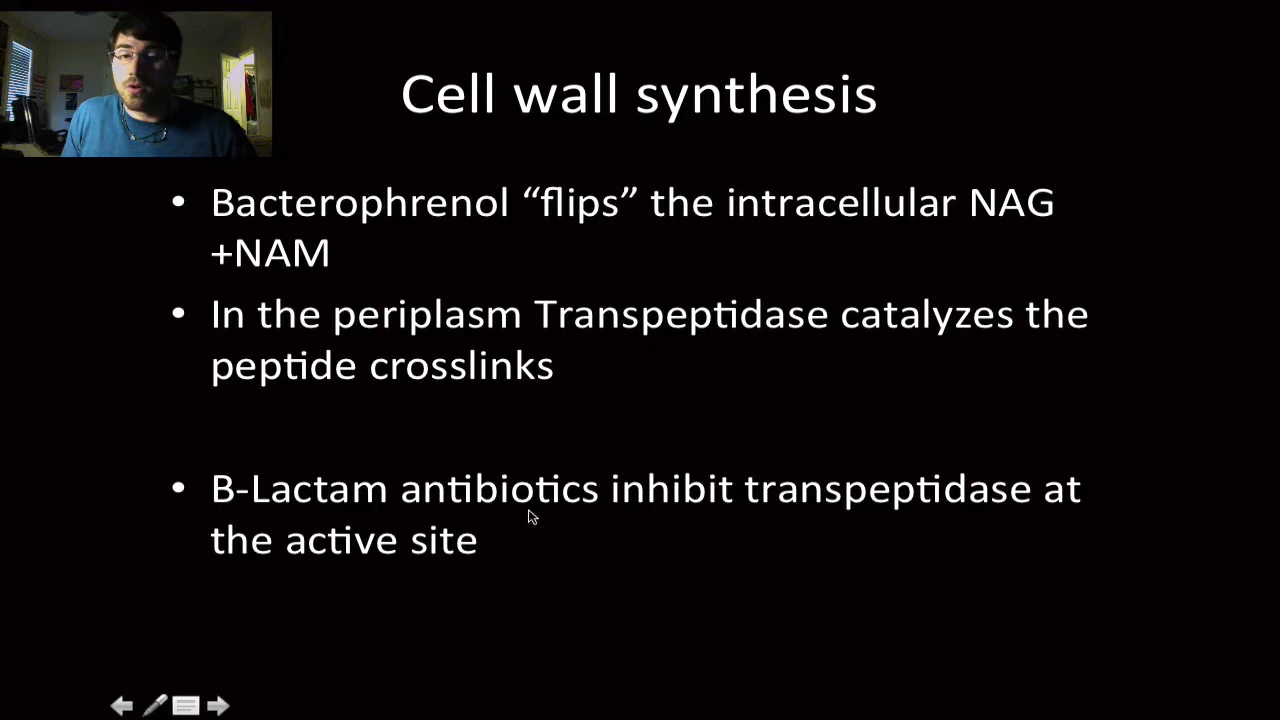 Cell wall synthesis
• Bacterophrenol “flips” the intracellular NAG
+NAM
• In the periplasm Transpeptidase catalyzes the
peptide crosslinks
• B-Lactam antibiotics inhibit transpeptidase at
the active site